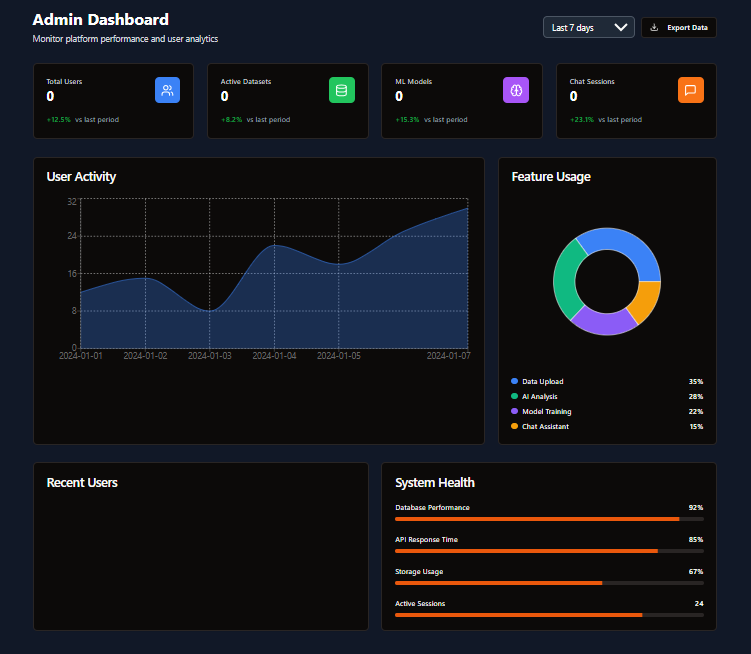 Admin Dashboard
Monitor platform performance and user analytics
Last 7 days
Export Data
Total Users
0
+12.5% vs last period
Active Datasets
0
+8.2% vs last period
ML Models
0
+15.3% vs last period
Chat Sessions
0
+23.1% vs last period
User Activity
32
24
16
8
0
2024-01-01 2024-01-02 2024-01-03 2024-01-04 2024-01-05 2024-01-07
Feature Usage
Data Upload 35%
AI Analysis 28%
Model Training 22%
Chat Assistant 15%
Recent Users
System Health
Database Performance 92%
API Response Time 85%
Storage Usage 67%
Active Sessions 24